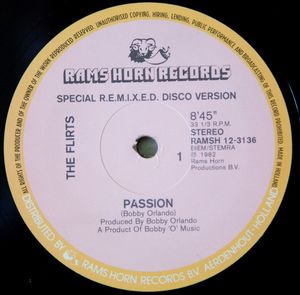 UNAUTHORISED COPYING, HIRING, LENDING, PUBLIC PERFORMANCE AND BROADCASTING OF THIS RECORD PROHIBITED. MADE IN HOLLAND
ALL RIGHTS OF THE PRODUCER AND OF THE OWNER OF THE WORK REPRODUCED RESERVED.
RAMS HORN RECORDS
SPECIAL R.E.M.I.X.E.D. DISCO VERSION
THE FLIRTS
8'45"
33 1/3 R.P.M.
STEREO
RAMSH 12-3136
BIEM/STEMRA
℗ 1982
Rams Horn
Productions B.V.
1
PASSION
(Bobby Orlando)
Produced By Bobby Orlando
A Product Of Bobby 'O' Music
DISTRIBUTED BY RAMS HORN RECORDS B.V. AERDENHOUT-HOLLAND